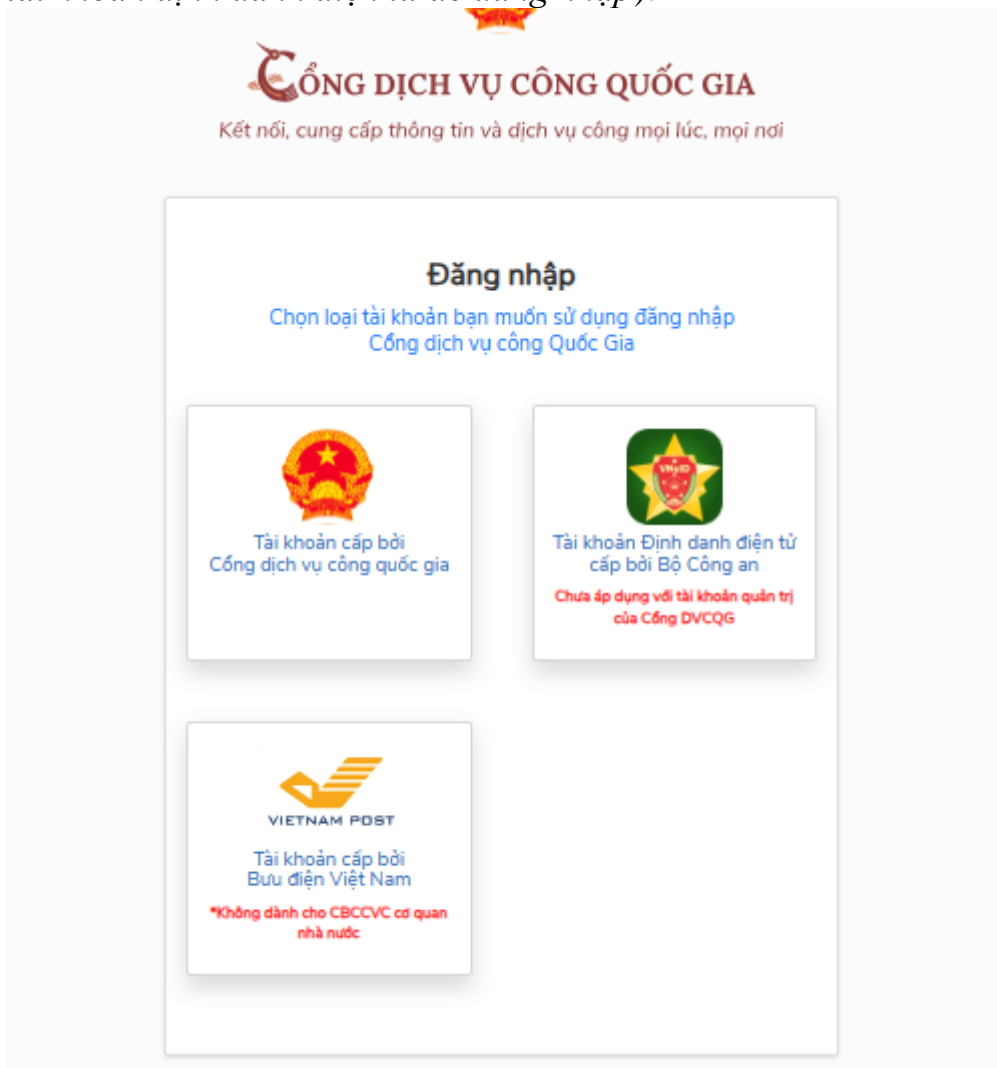 CỔNG DỊCH VỤ CÔNG QUỐC GIA
Kết nối, cung cấp thông tin và dịch vụ công mọi lúc, mọi nơi
Đăng nhập
Chọn loại tài khoản bạn muốn sử dụng đăng nhập
Cổng dịch vụ công Quốc Gia
Tài khoản cấp bởi
Cổng dịch vụ công quốc gia
VNeID
Tài khoản Định danh điện tử
cấp bởi Bộ Công an
Chưa áp dụng với tài khoản quản trị
của Cổng DVCQG
VIETNAM POST
Tài khoản cấp bởi
Bưu điện Việt Nam
*Không dành cho CBCCVC cơ quan
nhà nước